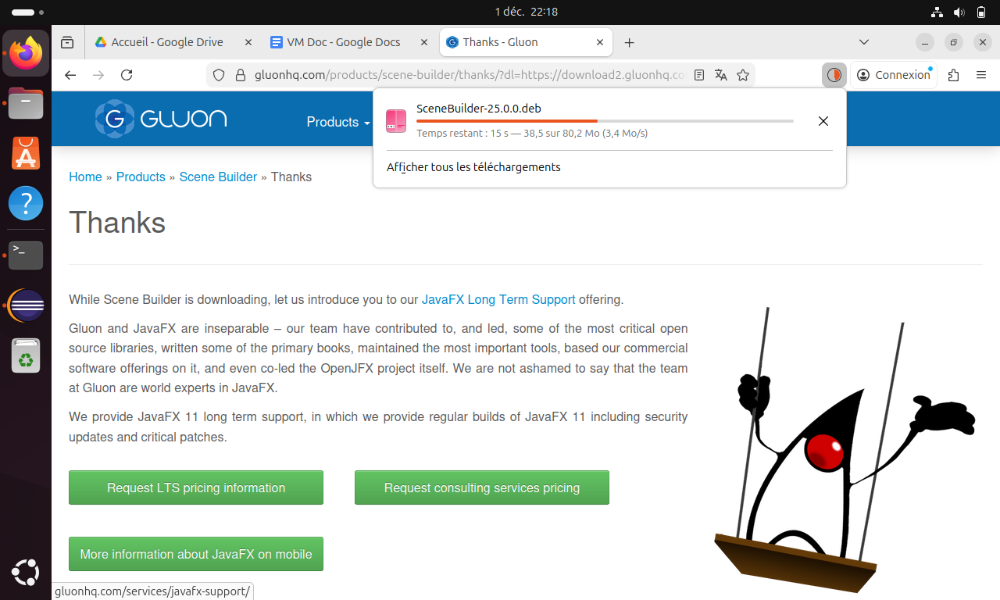 1 déc. 22:18
Accueil - Google Drive
VM Doc - Google Docs
Thanks - Gluon
gluonhq.com/products/scene-builder/thanks/?dl=https://download2.gluonhq.co
Connexion
GLUON
Products
SceneBuilder-25.0.0.deb
Temps restant : 15 s — 38,5 sur 80,2 Mo (3,4 Mo/s)
Afficher tous les téléchargements
Home » Products » Scene Builder » Thanks
Thanks
While Scene Builder is downloading, let us introduce you to our JavaFX Long Term Support offering.
Gluon and JavaFX are inseparable – our team have contributed to, and led, some of the most critical open
source libraries, written some of the primary books, maintained the most important tools, based our commercial
software offerings on it, and even co-led the OpenJFX project itself. We are not ashamed to say that the team
at Gluon are world experts in JavaFX.
We provide JavaFX 11 long term support, in which we provide regular builds of JavaFX 11 including security
updates and critical patches.
Request LTS pricing information
Request consulting services pricing
More information about JavaFX on mobile
gluonhq.com/services/javafx-support/